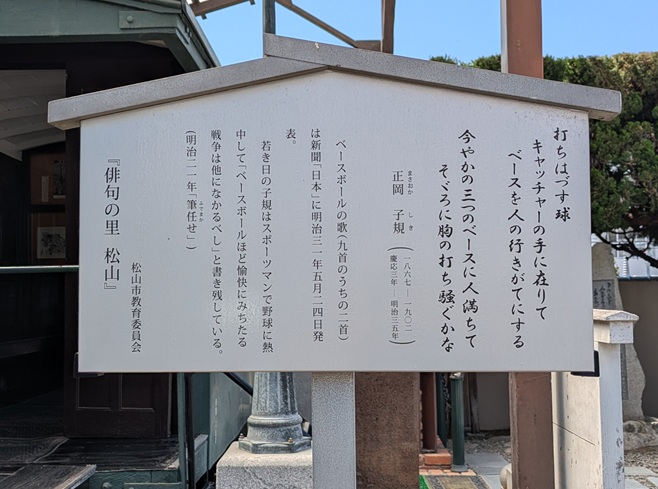 打ちはづす球
キャッチャーの手に在りて
ベースを人の行きがてにする
今やかの三つのベースに人満ちて
そゞろに胸の打ち騒ぐかな
正岡 子規
まさおか しき
(一八六七―一九〇二
慶応三年―明治三五年)
ベースボールの歌(九首のうちの二首)
は新聞「日本」に明治三一年五月二四日発
表。
若き日の子規はスポーツマンで野球に熱
中して「ベースボールほど愉快にみちたる
戦争は他になかるべし」と書き残している。
(明治二一年「筆任せ」)
ふでまかせ
『俳句の里 松山』
松山市教育委員会